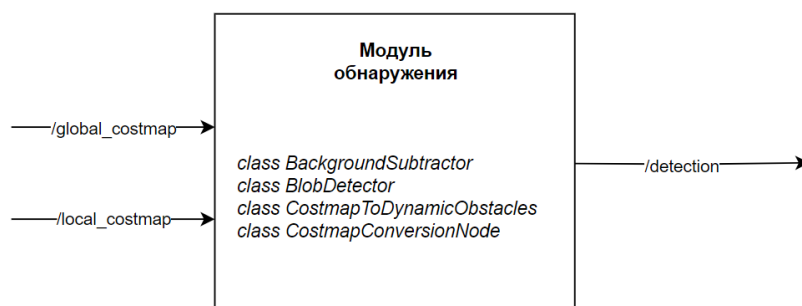 Модуль
обнаружения
/global_costmap
class BackgroundSubtractor
/detection
class BlobDetector
class CostmapToDynamicObstacles
/local_costmap
class CostmapConversionNode